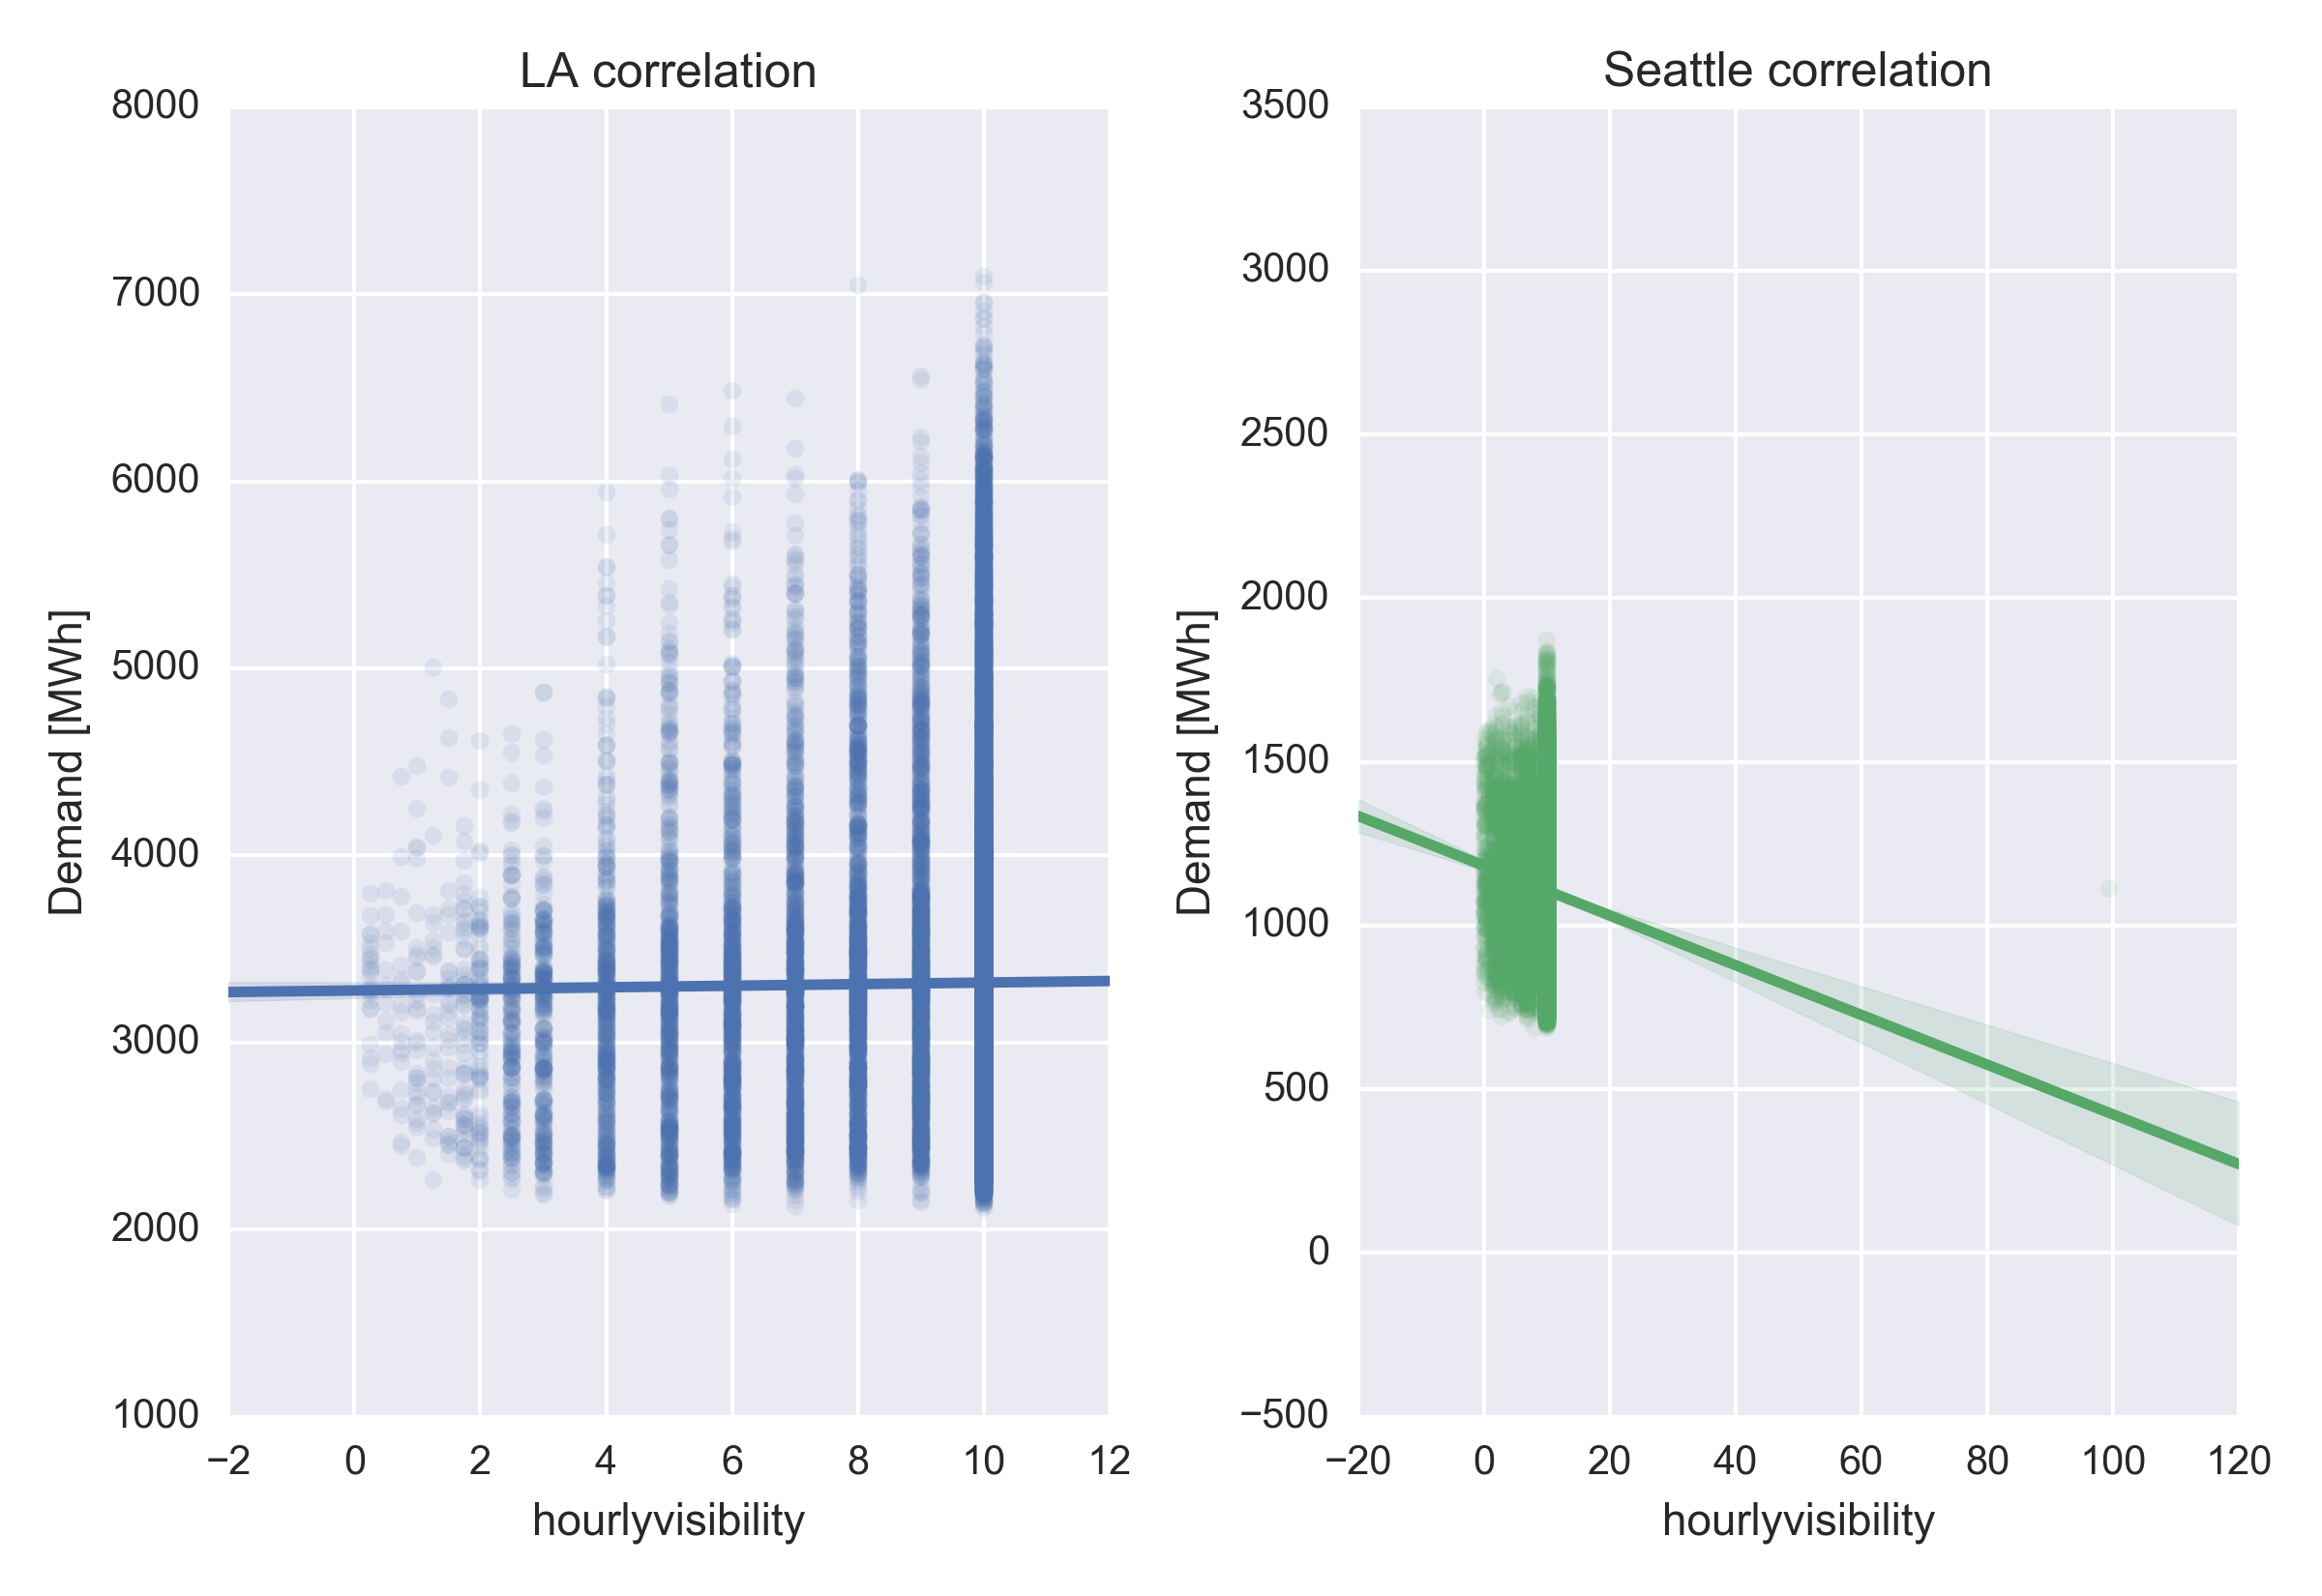 LA correlation
8000
7000
6000
5000
4000
3000
2000
1000
Demand [MWh]
−2 0 2 4 6 8 10 12
hourlyvisibility
Seattle correlation
3500
3000
2500
2000
1500
1000
500
0
−500
Demand [MWh]
−20 0 20 40 60 80 100 120
hourlyvisibility